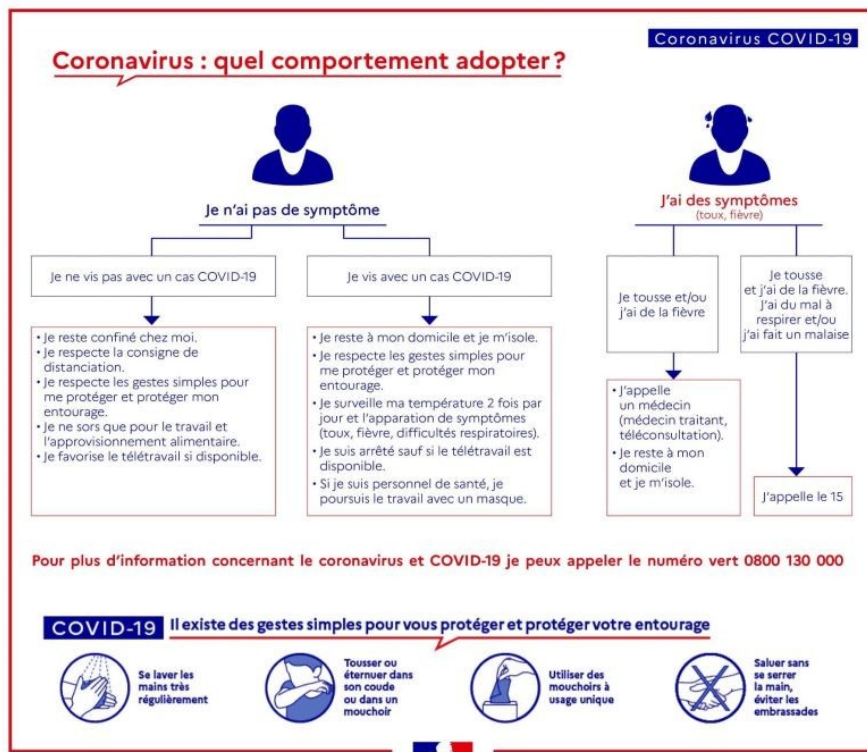 Coronavirus COVID-19
Coronavirus : quel comportement adopter ?
Je n'ai pas de symptôme
Je ne vis pas avec un cas COVID-19
• Je reste confiné chez moi.
• Je respecte la consigne de
distanciation.
• Je respecte les gestes simples pour
me protéger et protéger mon
entourage.
• Je ne sors que pour le travail et
l'approvisionnement alimentaire.
• Je favorise le télétravail si disponible.
Je vis avec un cas COVID-19
• Je reste à mon domicile et je m'isole.
• Je respecte les gestes simples pour
me protéger et protéger mon
entourage.
• Je surveille ma température 2 fois par
jour et l'apparition de symptômes
(toux, fièvre, difficultés respiratoires).
• Je suis arrêté sauf si le télétravail est
disponible.
• Si je suis personnel de santé, je
poursuis le travail avec un masque.
J'ai des symptômes
(toux, fièvre)
Je tousse et/ou
j'ai de la fièvre
• J'appelle
un médecin
(médecin traitant,
téléconsultation).
• Je reste à mon
domicile
et je m'isole.
Je tousse
et j'ai de la fièvre.
J'ai du mal à
respirer et/ou
j'ai fait un malaise
J'appelle le 15
Pour plus d'information concernant le coronavirus et COVID-19 je peux appeler le numéro vert 0800 130 000
COVID-19 Il existe des gestes simples pour vous protéger et protéger votre entourage
Se laver les
mains très
régulièrement
Tousser ou
éternuer dans
son coude
ou dans un
mouchoir
Utiliser des
mouchoirs à
usage unique
Saluer sans
se serrer
la main,
éviter les
embrassades